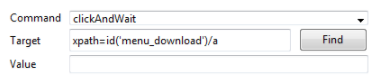 Command clickAndWait
Target xpath=id('menu_download')/a Find
Value